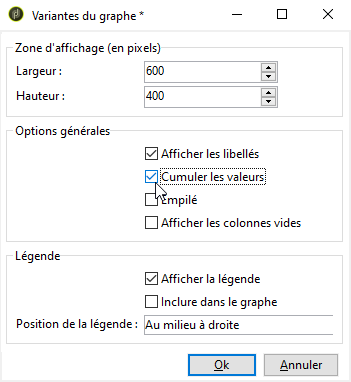 Variantes du graphe *
Zone d'affichage (en pixels)
Largeur : 600
Hauteur : 400
Options générales
Afficher les libellés
Cumuler les valeurs
Empilé
Afficher les colonnes vides
Légende
Afficher la légende
Inclure dans le graphe
Position de la légende : Au milieu à droite
Ok Annuler